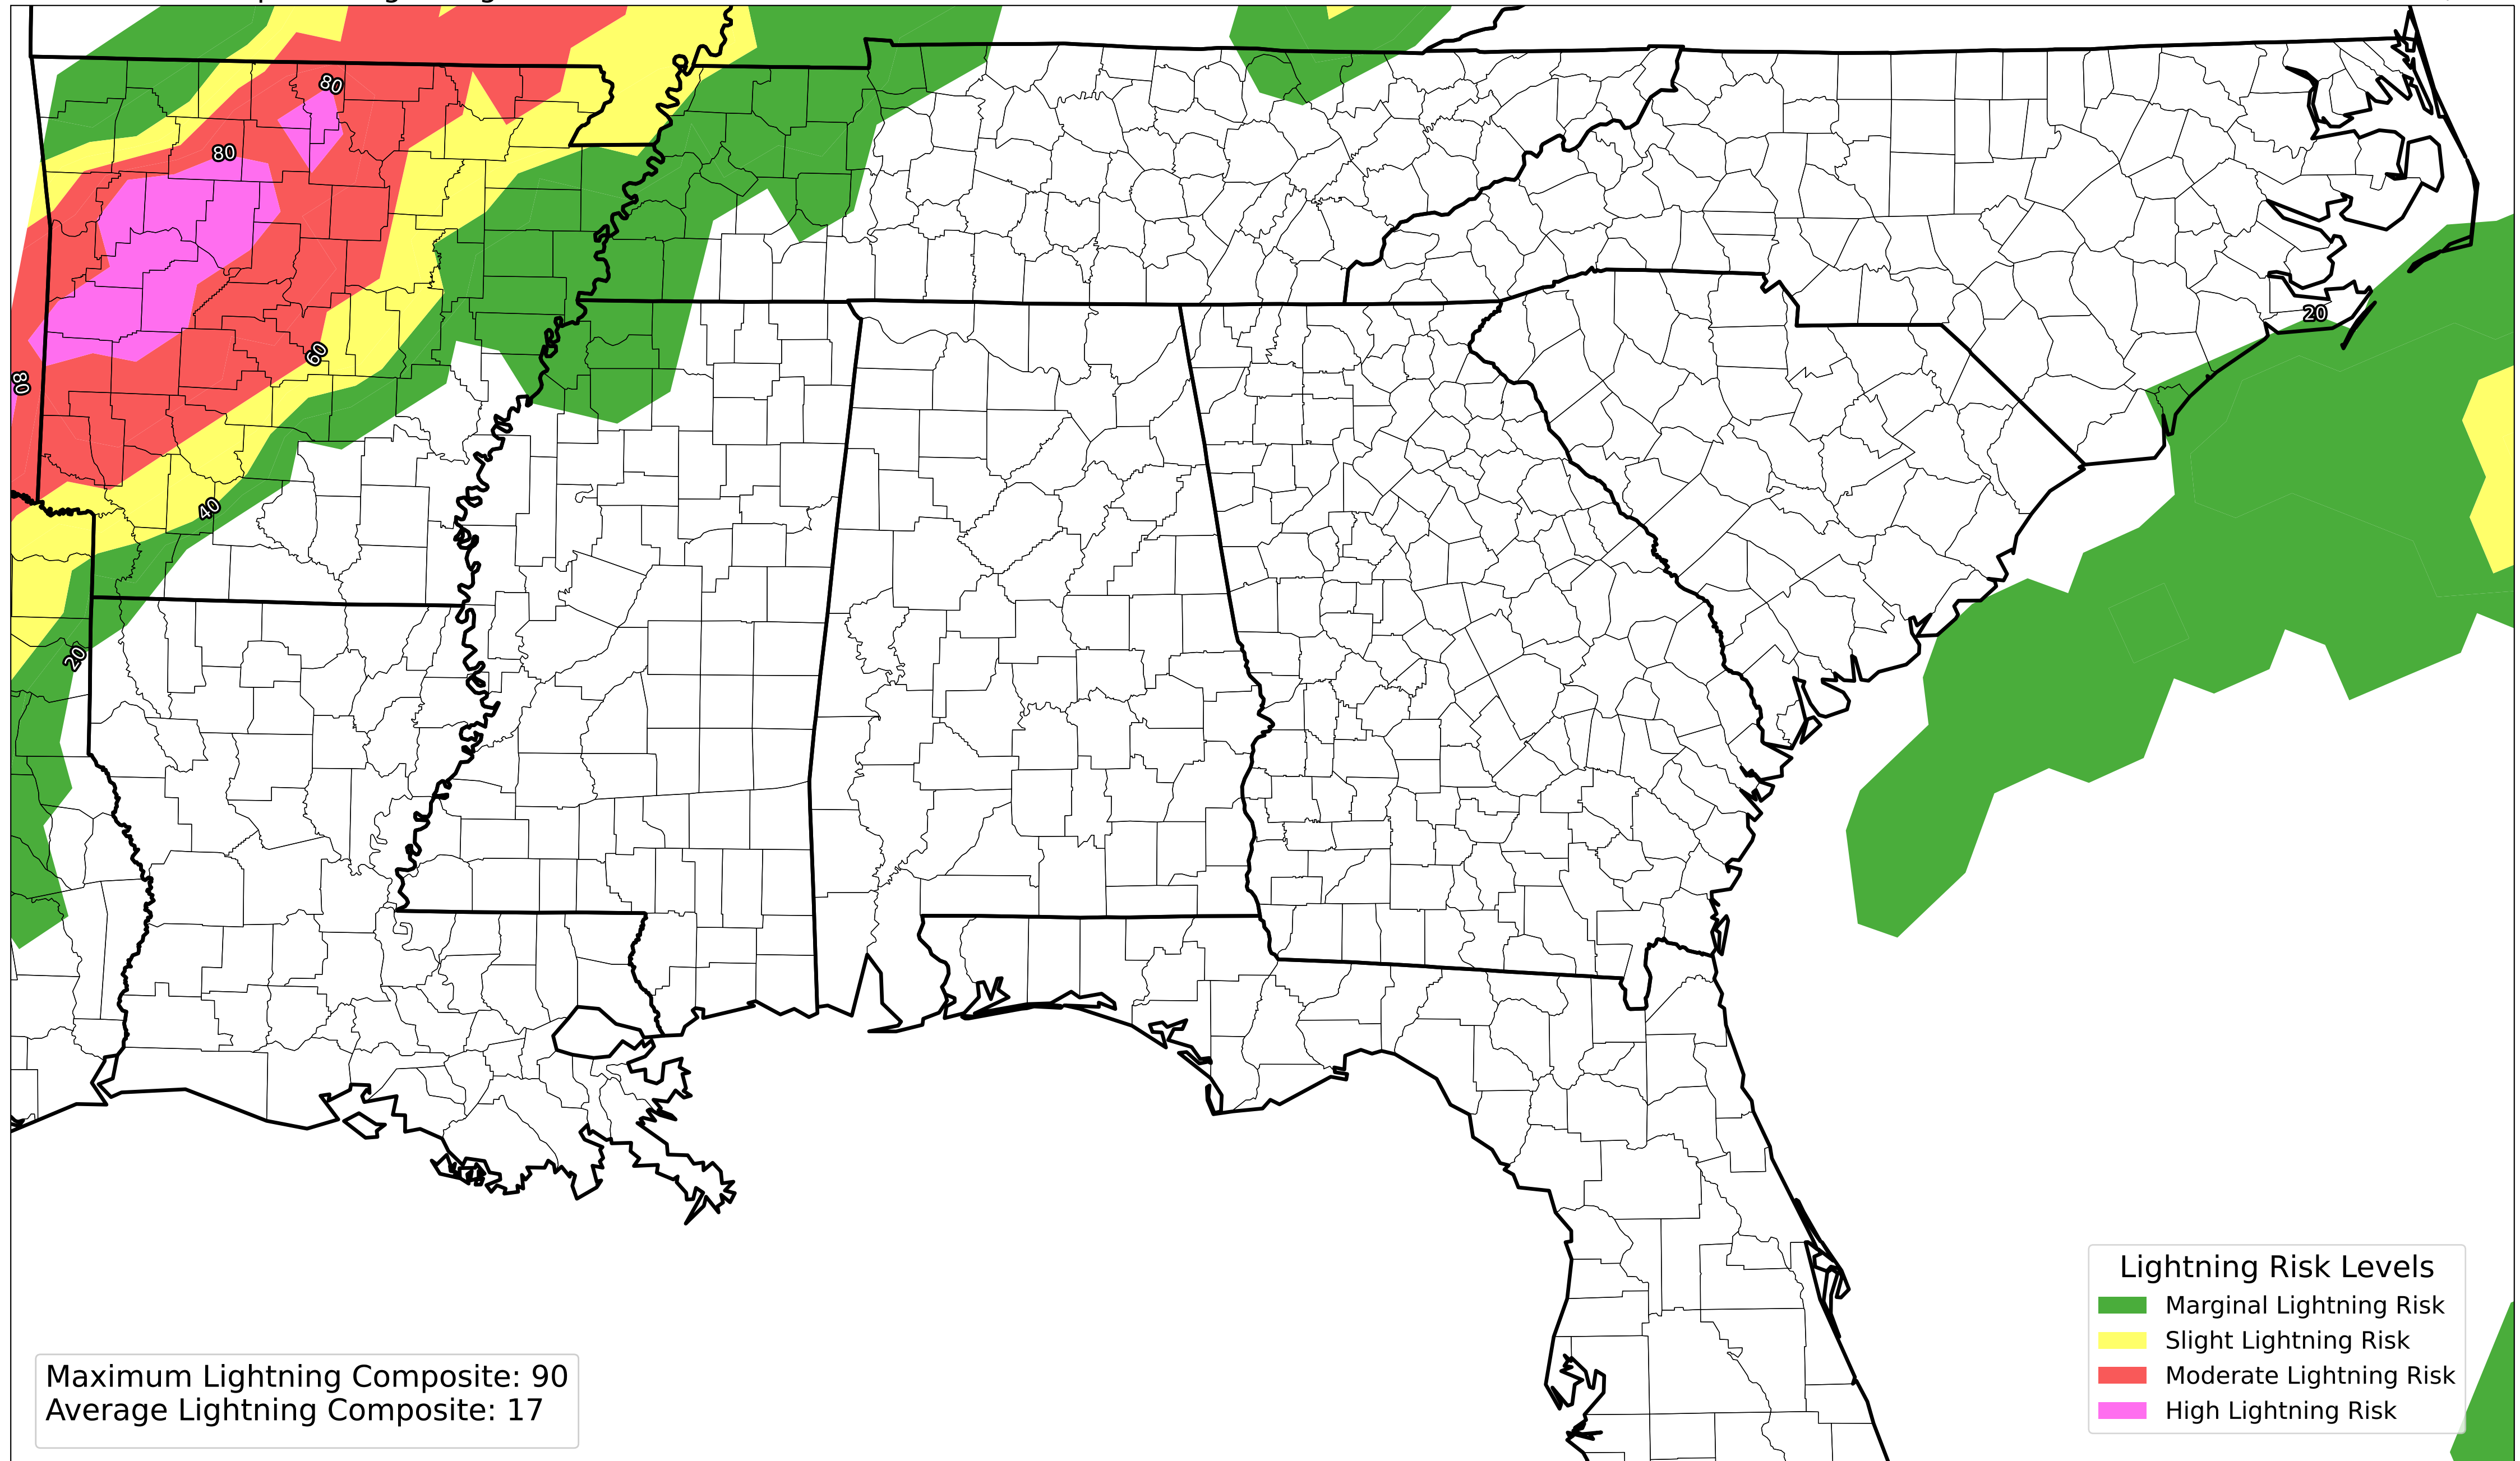 80
80
20
60
80
40
20
Lightning Risk Levels
Marginal Lightning Risk
Slight Lightning Risk
Moderate Lightning Risk
High Lightning Risk
Maximum Lightning Composite: 90
Average Lightning Composite: 17